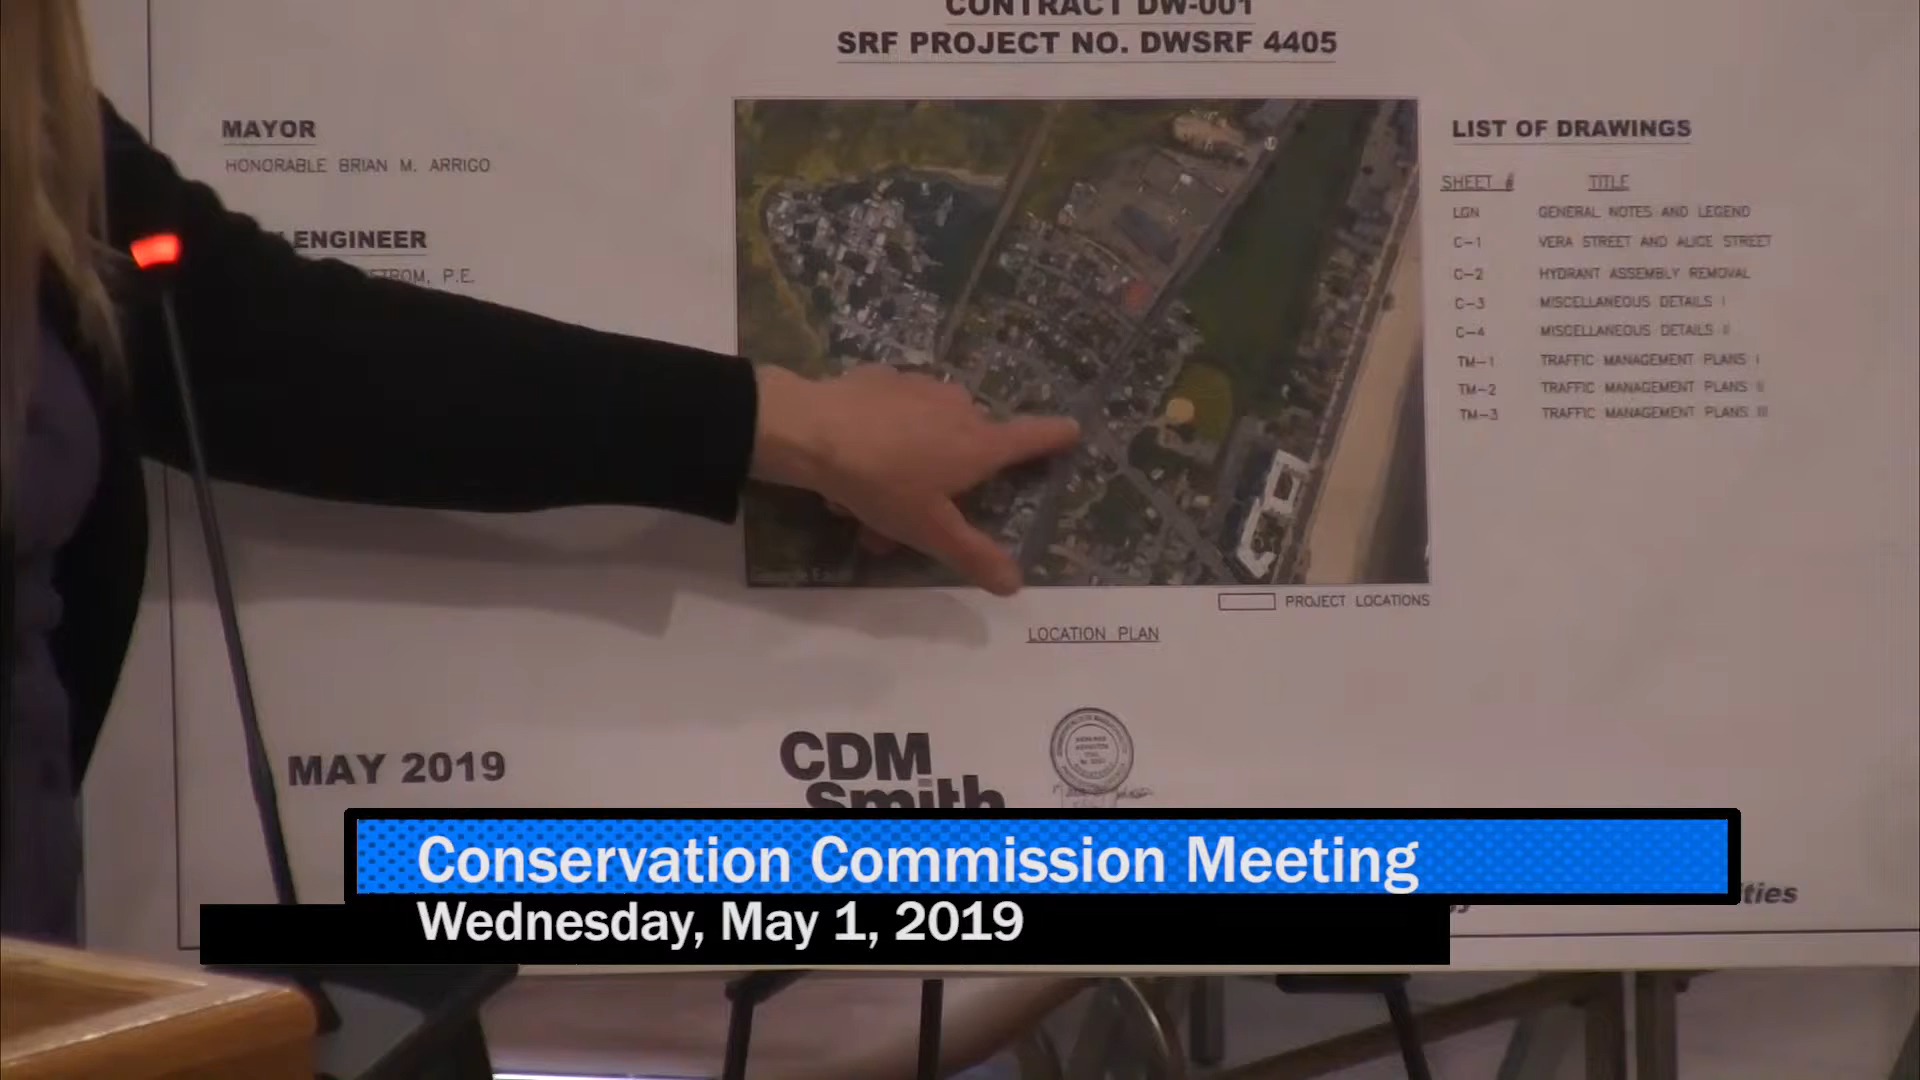 CONTRACT DW-001
SRF PROJECT NO. DWSRF 4405
MAYOR
HONORABLE BRIAN M. ARRIGO
ENGINEER
STROM, P.E.
LIST OF DRAWINGS
SHEET # TITLE
LGN GENERAL NOTES AND LEGEND
C-1 VERA STREET AND ALICE STREET
C-2 HYDRANT ASSEMBLY REMOVAL
C-3 MISCELLANEOUS DETAILS I
C-4 MISCELLANEOUS DETAILS II
TM-1 TRAFFIC MANAGEMENT PLANS I
TM-2 TRAFFIC MANAGEMENT PLANS II
TM-3 TRAFFIC MANAGEMENT PLANS III
PROJECT LOCATIONS
LOCATION PLAN
MAY 2019
CDM
Smith
Conservation Commission Meeting
Wednesday, May 1, 2019